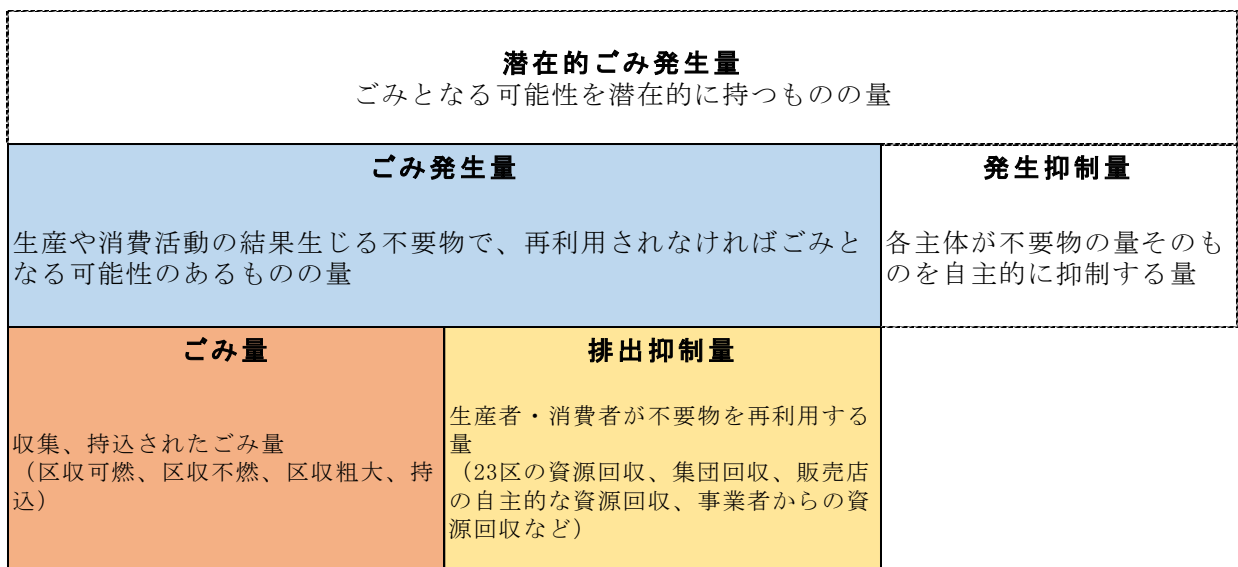 潜在的ごみ発生量
ごみとなる可能性を潜在的に持つものの量
ごみ発生量
生産や消費活動の結果生じる不要物で、再利用されなければごみと
なる可能性のあるものの量
発生抑制量
各主体が不要物の量そのも
のを自主的に抑制する量
ごみ量
収集、持込されたごみ量
（区収可燃、区収不燃、区収粗大、持
込）
排出抑制量
生産者・消費者が不要物を再利用する
量
（23区の資源回収、集団回収、販売店
の自主的な資源回収、事業者からの資
源回収など）